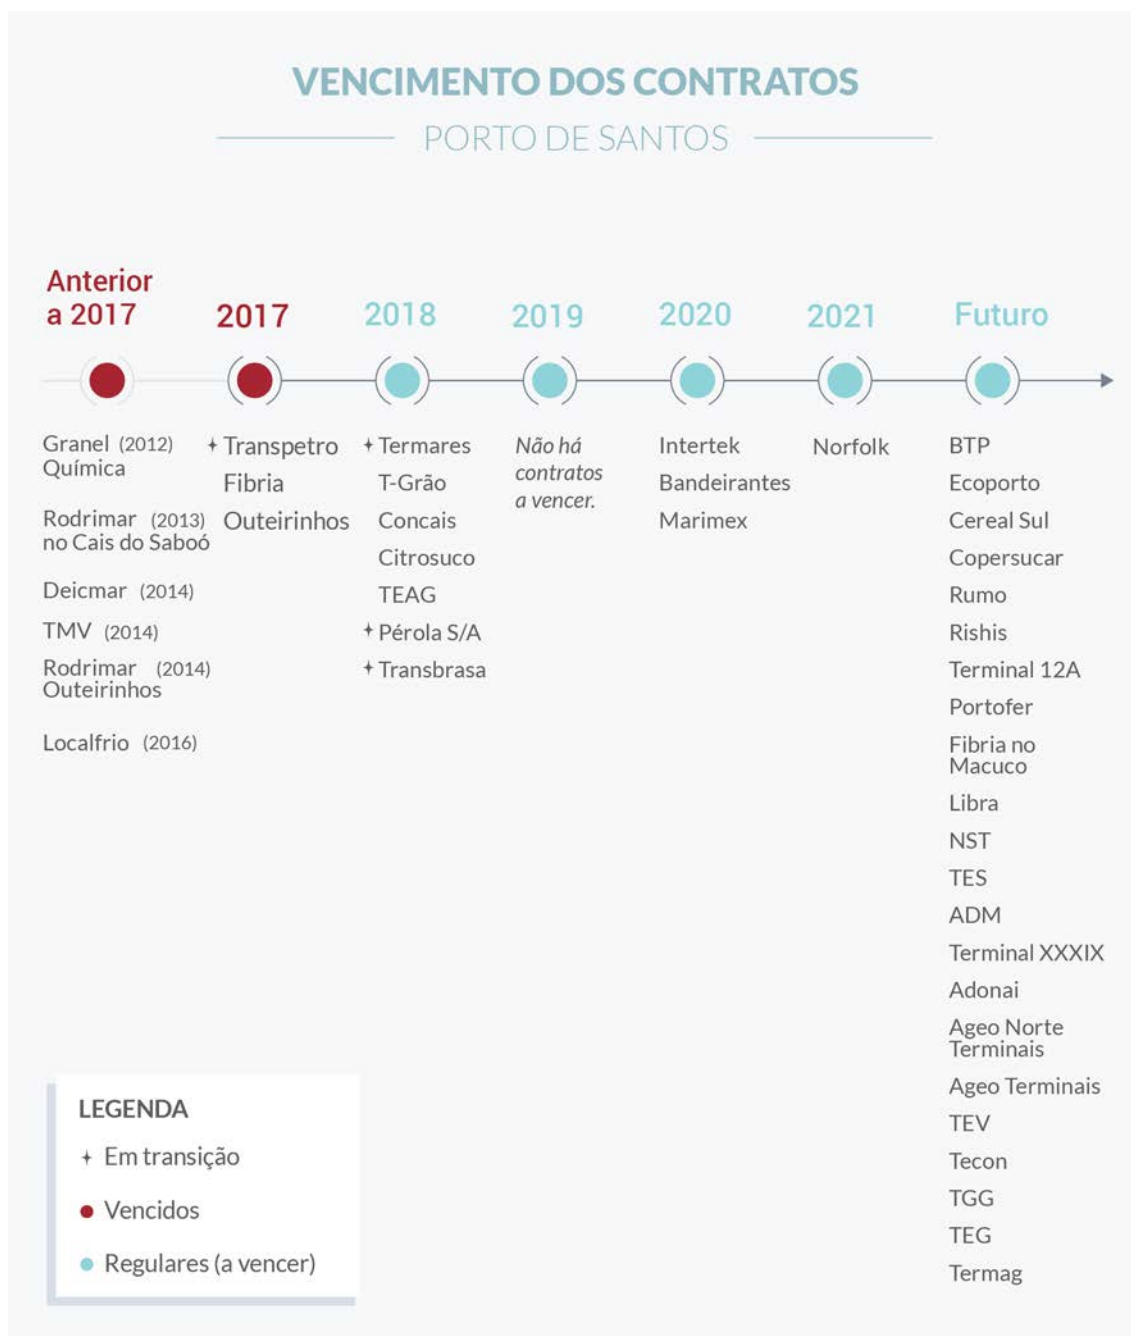 VENCIMENTO DOS CONTRATOS
PORTO DE SANTOS
Anterior
a 2017
Granel (2012)
Química
Rodrimar (2013)
no Cais do Saboó
Deicmar (2014)
TMV (2014)
Rodrimar (2014)
Outeirinhos
Localfrio (2016)
2017
+ Transpetro
Fibria
Outeirinhos
2018
+ Termares
T-Grão
Concais
Citrosuco
TEAG
+ Pérola S/A
+ Transbrasa
2019
Não há
contratos
a vencer.
2020
Intertek
Bandeirantes
Marimex
2021
Norfolk
Futuro
BTP
Ecoporto
Cereal Sul
Copersucar
Rumo
Rishis
Terminal 12A
Portofer
Fibria no
Macuco
Libra
NST
TES
ADM
Terminal XXXIX
Adonai
Ageo Norte
Terminais
Ageo Terminais
TEV
Tecon
TGG
TEG
Termag
LEGENDA
+ Em transição
Vencidos
Regulares (a vencer)